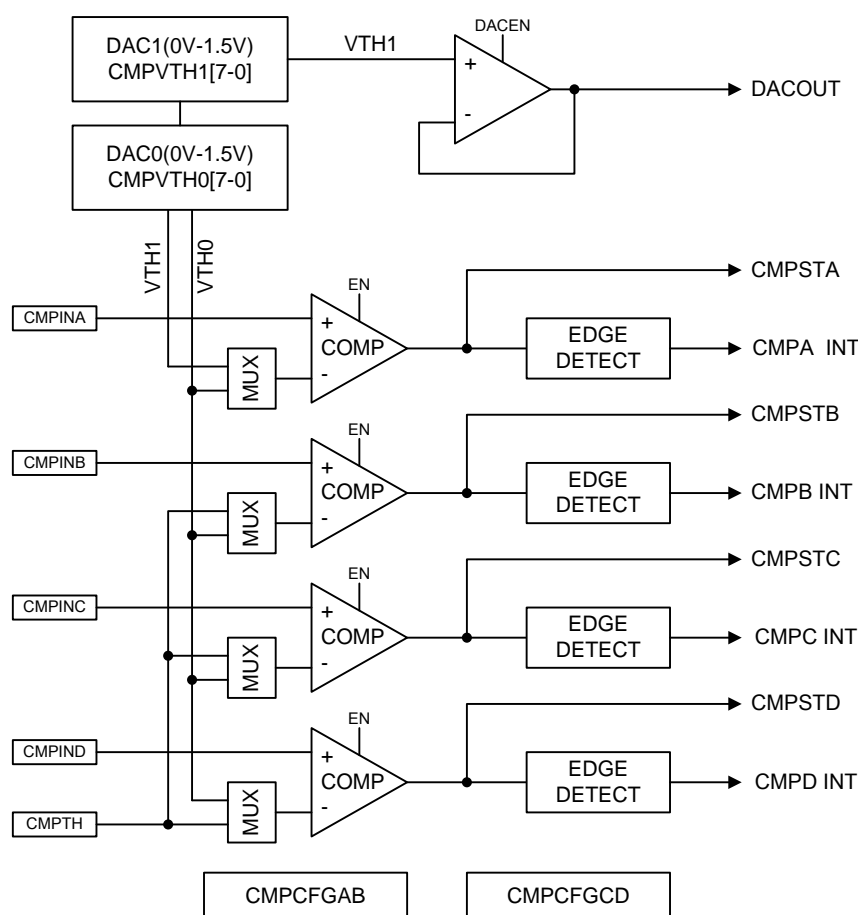 DACEN
DAC1(0V-1.5V)
CMPVTH1[7-0]
VTH1
+
-
DACOUT
DAC0(0V-1.5V)
CMPVTH0[7-0]
VTH1
VTH0
CMPSTA
EN
CMPINA
+
COMP
-
MUX
EDGE
DETECT
CMPA INT
CMPSTB
EN
CMPINB
+
COMP
-
MUX
EDGE
DETECT
CMPB INT
CMPSTC
EN
CMPINC
+
COMP
-
MUX
EDGE
DETECT
CMPC INT
CMPSTD
EN
CMPIND
+
COMP
-
MUX
EDGE
DETECT
CMPD INT
CMPTH
CMPCFGAB
CMPCFGCD